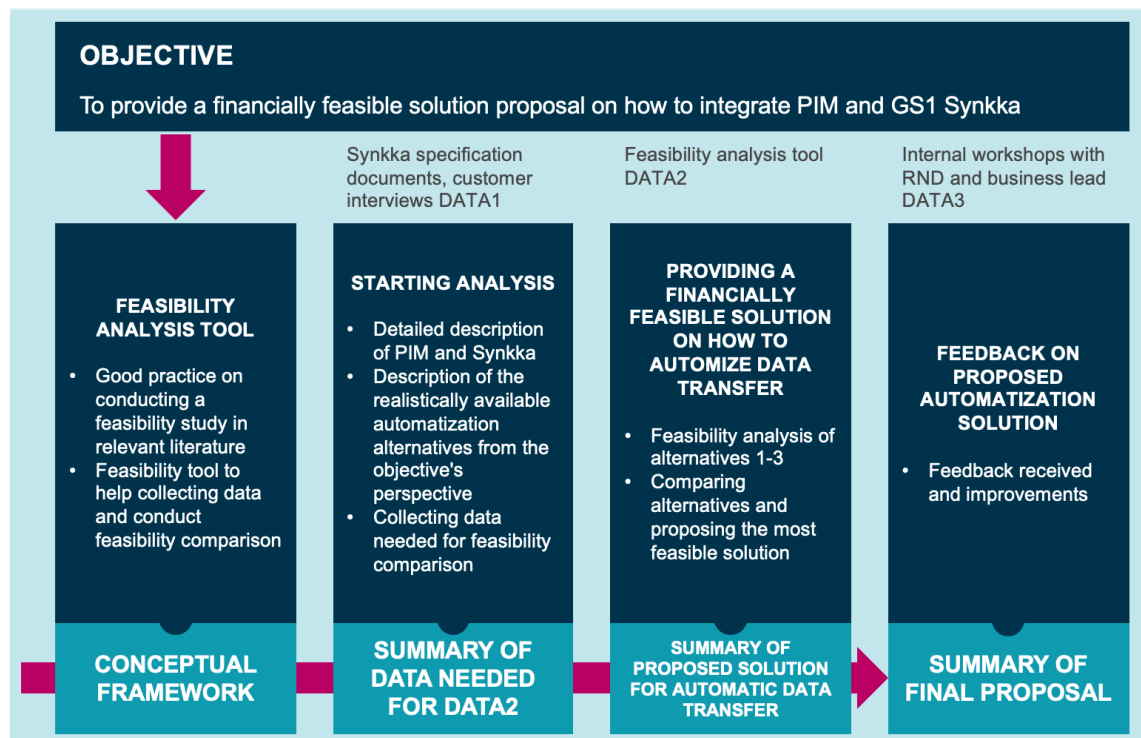 OBJECTIVE
To provide a financially feasible solution proposal on how to integrate PIM and GS1 Synkka
Synkka specification
documents, customer
interviews DATA1
Feasibility analysis tool
DATA2
Internal workshops with
RND and business lead
DATA3
FEASIBILITY
ANALYSIS TOOL
• Good practice on
conducting a
feasibility study in
relevant literature
• Feasibility tool to
help collecting data
and conduct
feasibility comparison
STARTING ANALYSIS
• Detailed description
of PIM and Synkka
• Description of the
realistically available
automatization
alternatives from the
objective's
perspective
• Collecting data
needed for feasibility
comparison
PROVIDING A
FINANCIALLY
FEASIBLE SOLUTION
ON HOW TO
AUTOMIZE DATA
TRANSFER
• Feasibility analysis of
alternatives 1-3
• Comparing
alternatives and
proposing the most
feasible solution
FEEDBACK ON
PROPOSED
AUTOMATIZATION
SOLUTION
• Feedback received
and improvements
CONCEPTUAL
FRAMEWORK
SUMMARY OF
DATA NEEDED
FOR DATA2
SUMMARY OF
PROPOSED SOLUTION
FOR AUTOMATIC DATA
TRANSFER
SUMMARY OF
FINAL PROPOSAL